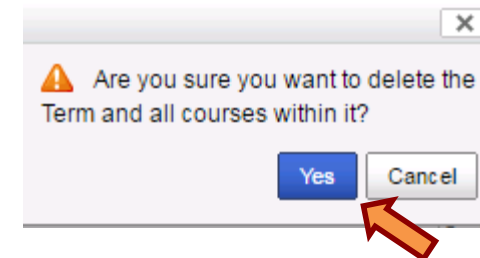 Are you sure you want to delete the
Term and all courses within it?
Yes
Cancel